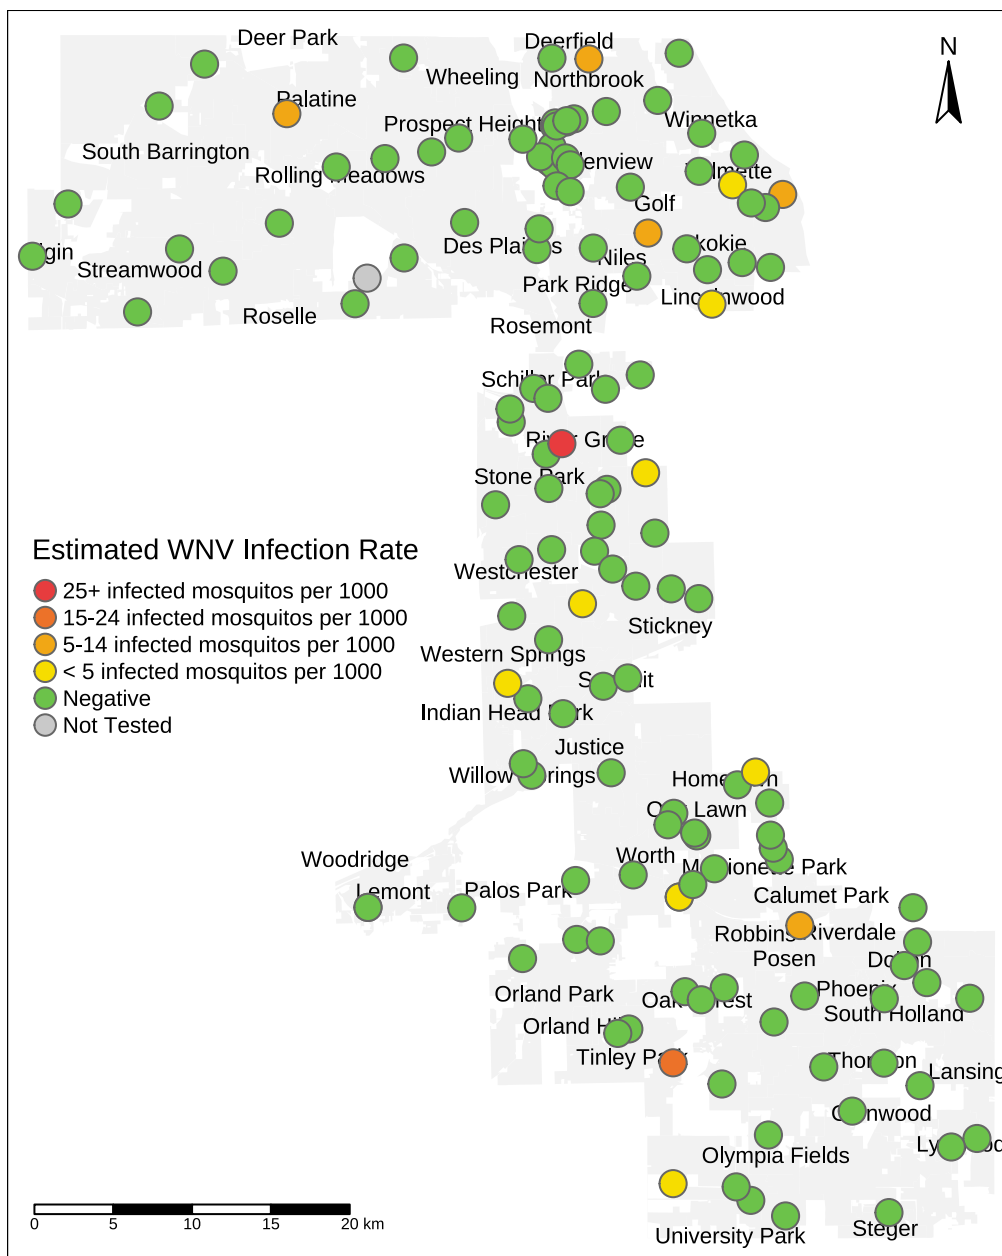 Deer Park
Deerfield
N
Wheeling
Northbrook
Palatine
Prospect Height
Winnetka
South Barrington
Rolling Meadows
Golf
Des Plaines
Niles
Streamwood
Park Ridge
Lincolnwood
Roselle
Rosemont
Schiller Park
River Grove
Stone Park
Estimated WNV Infection Rate
25+ infected mosquitos per 1000
15-24 infected mosquitos per 1000
5-14 infected mosquitos per 1000
< 5 infected mosquitos per 1000
Negative
Not Tested
Westchester
Stickney
Western Springs
Summit
Indian Head Park
Justice
Willow Springs
Hometown
Oak Lawn
Worth
Merrionette Park
Woodridge
Lemont
Palos Park
Calumet Park
Robbins
Riverdale
Posen
Dolton
Orland Park
Oak Forest
Phoenix
South Holland
Orland Hills
Tinley Park
Thornton
Lansing
Glenwood
Olympia Fields
Lynwood
University Park
Steger
0 5 10 15 20 km